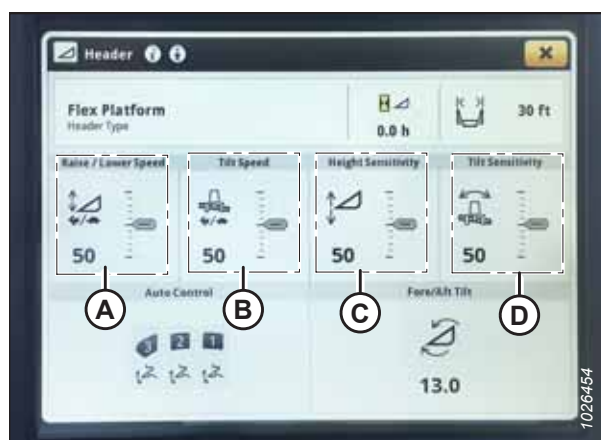 Header
Flex Platform
Header Type
0.0 h
30 ft
Raise / Lower Speed
Tilt Speed
Height Sensitivity
Tilt Sensitivity
50
50
50
50
A
B
C
D
Auto Control
Fore/Aft Tilt
3 2 1
13.0
1026454